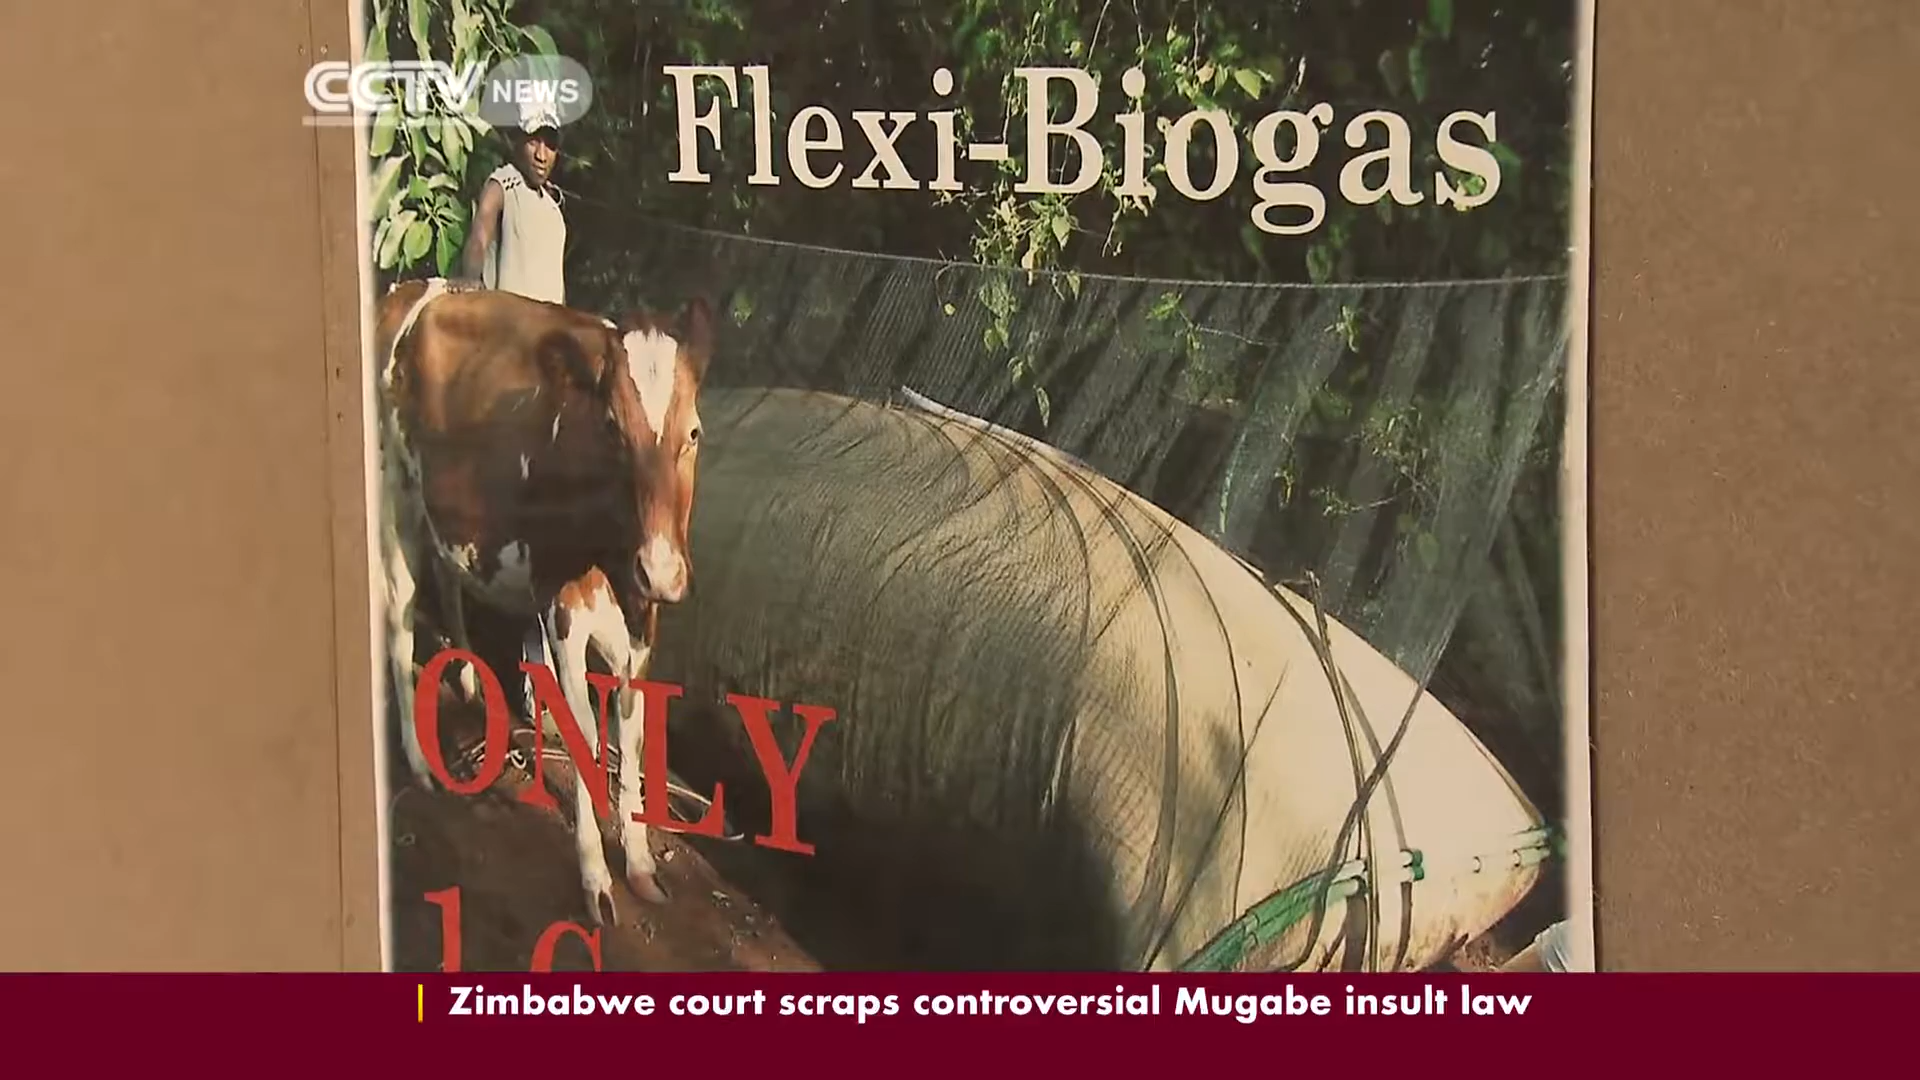 CCTV NEWS
Flexi-Biogas
ONLY
Zimbabwe court scraps controversial Mugabe insult law